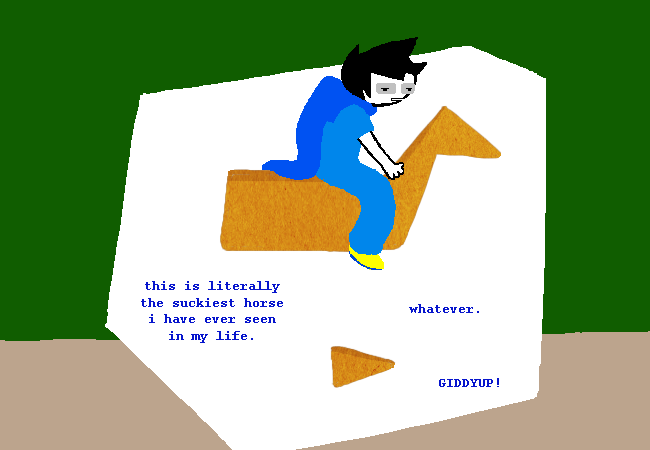 this is literally
the suckiest horse
i have ever seen
in my life.
whatever.
GIDDYUP!